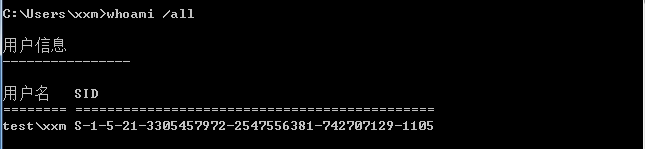 C:\Users\xxm>whoami /all
用户信息
----------------
用户名 SID
======== ============================================
test\xxm S-1-5-21-3305457972-2547556381-742707129-1105